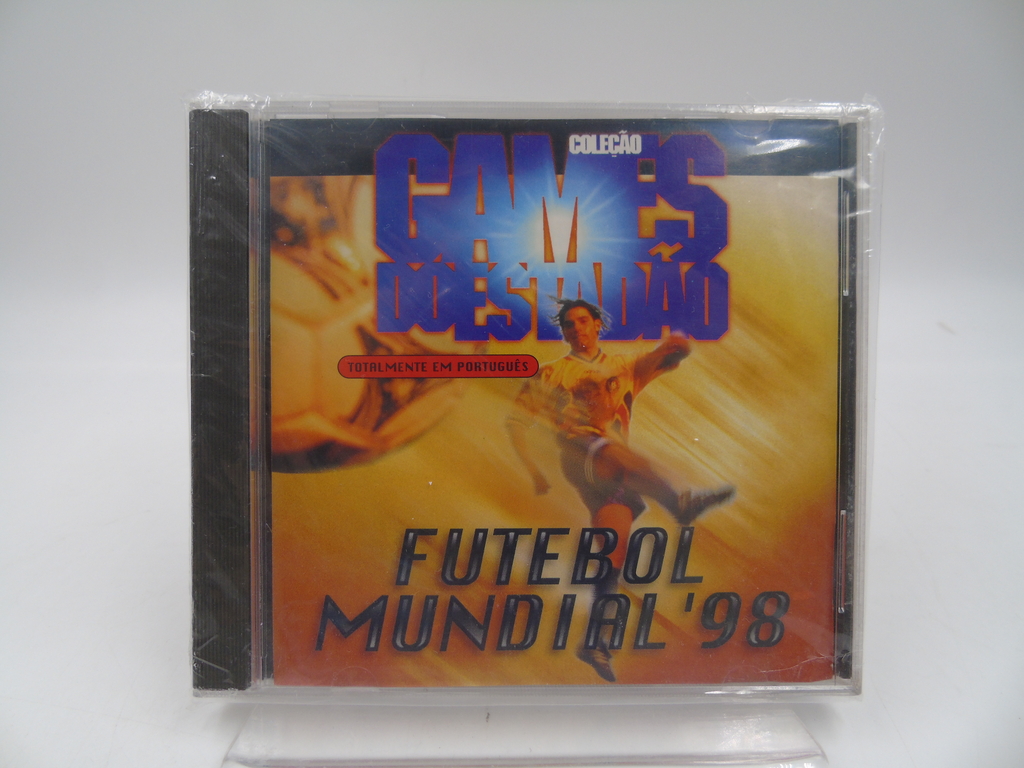 COLEÇÃO
GAMES
DO ESTADÃO
TOTALMENTE EM PORTUGUÊS
FUTEBOL
MUNDIAL '98